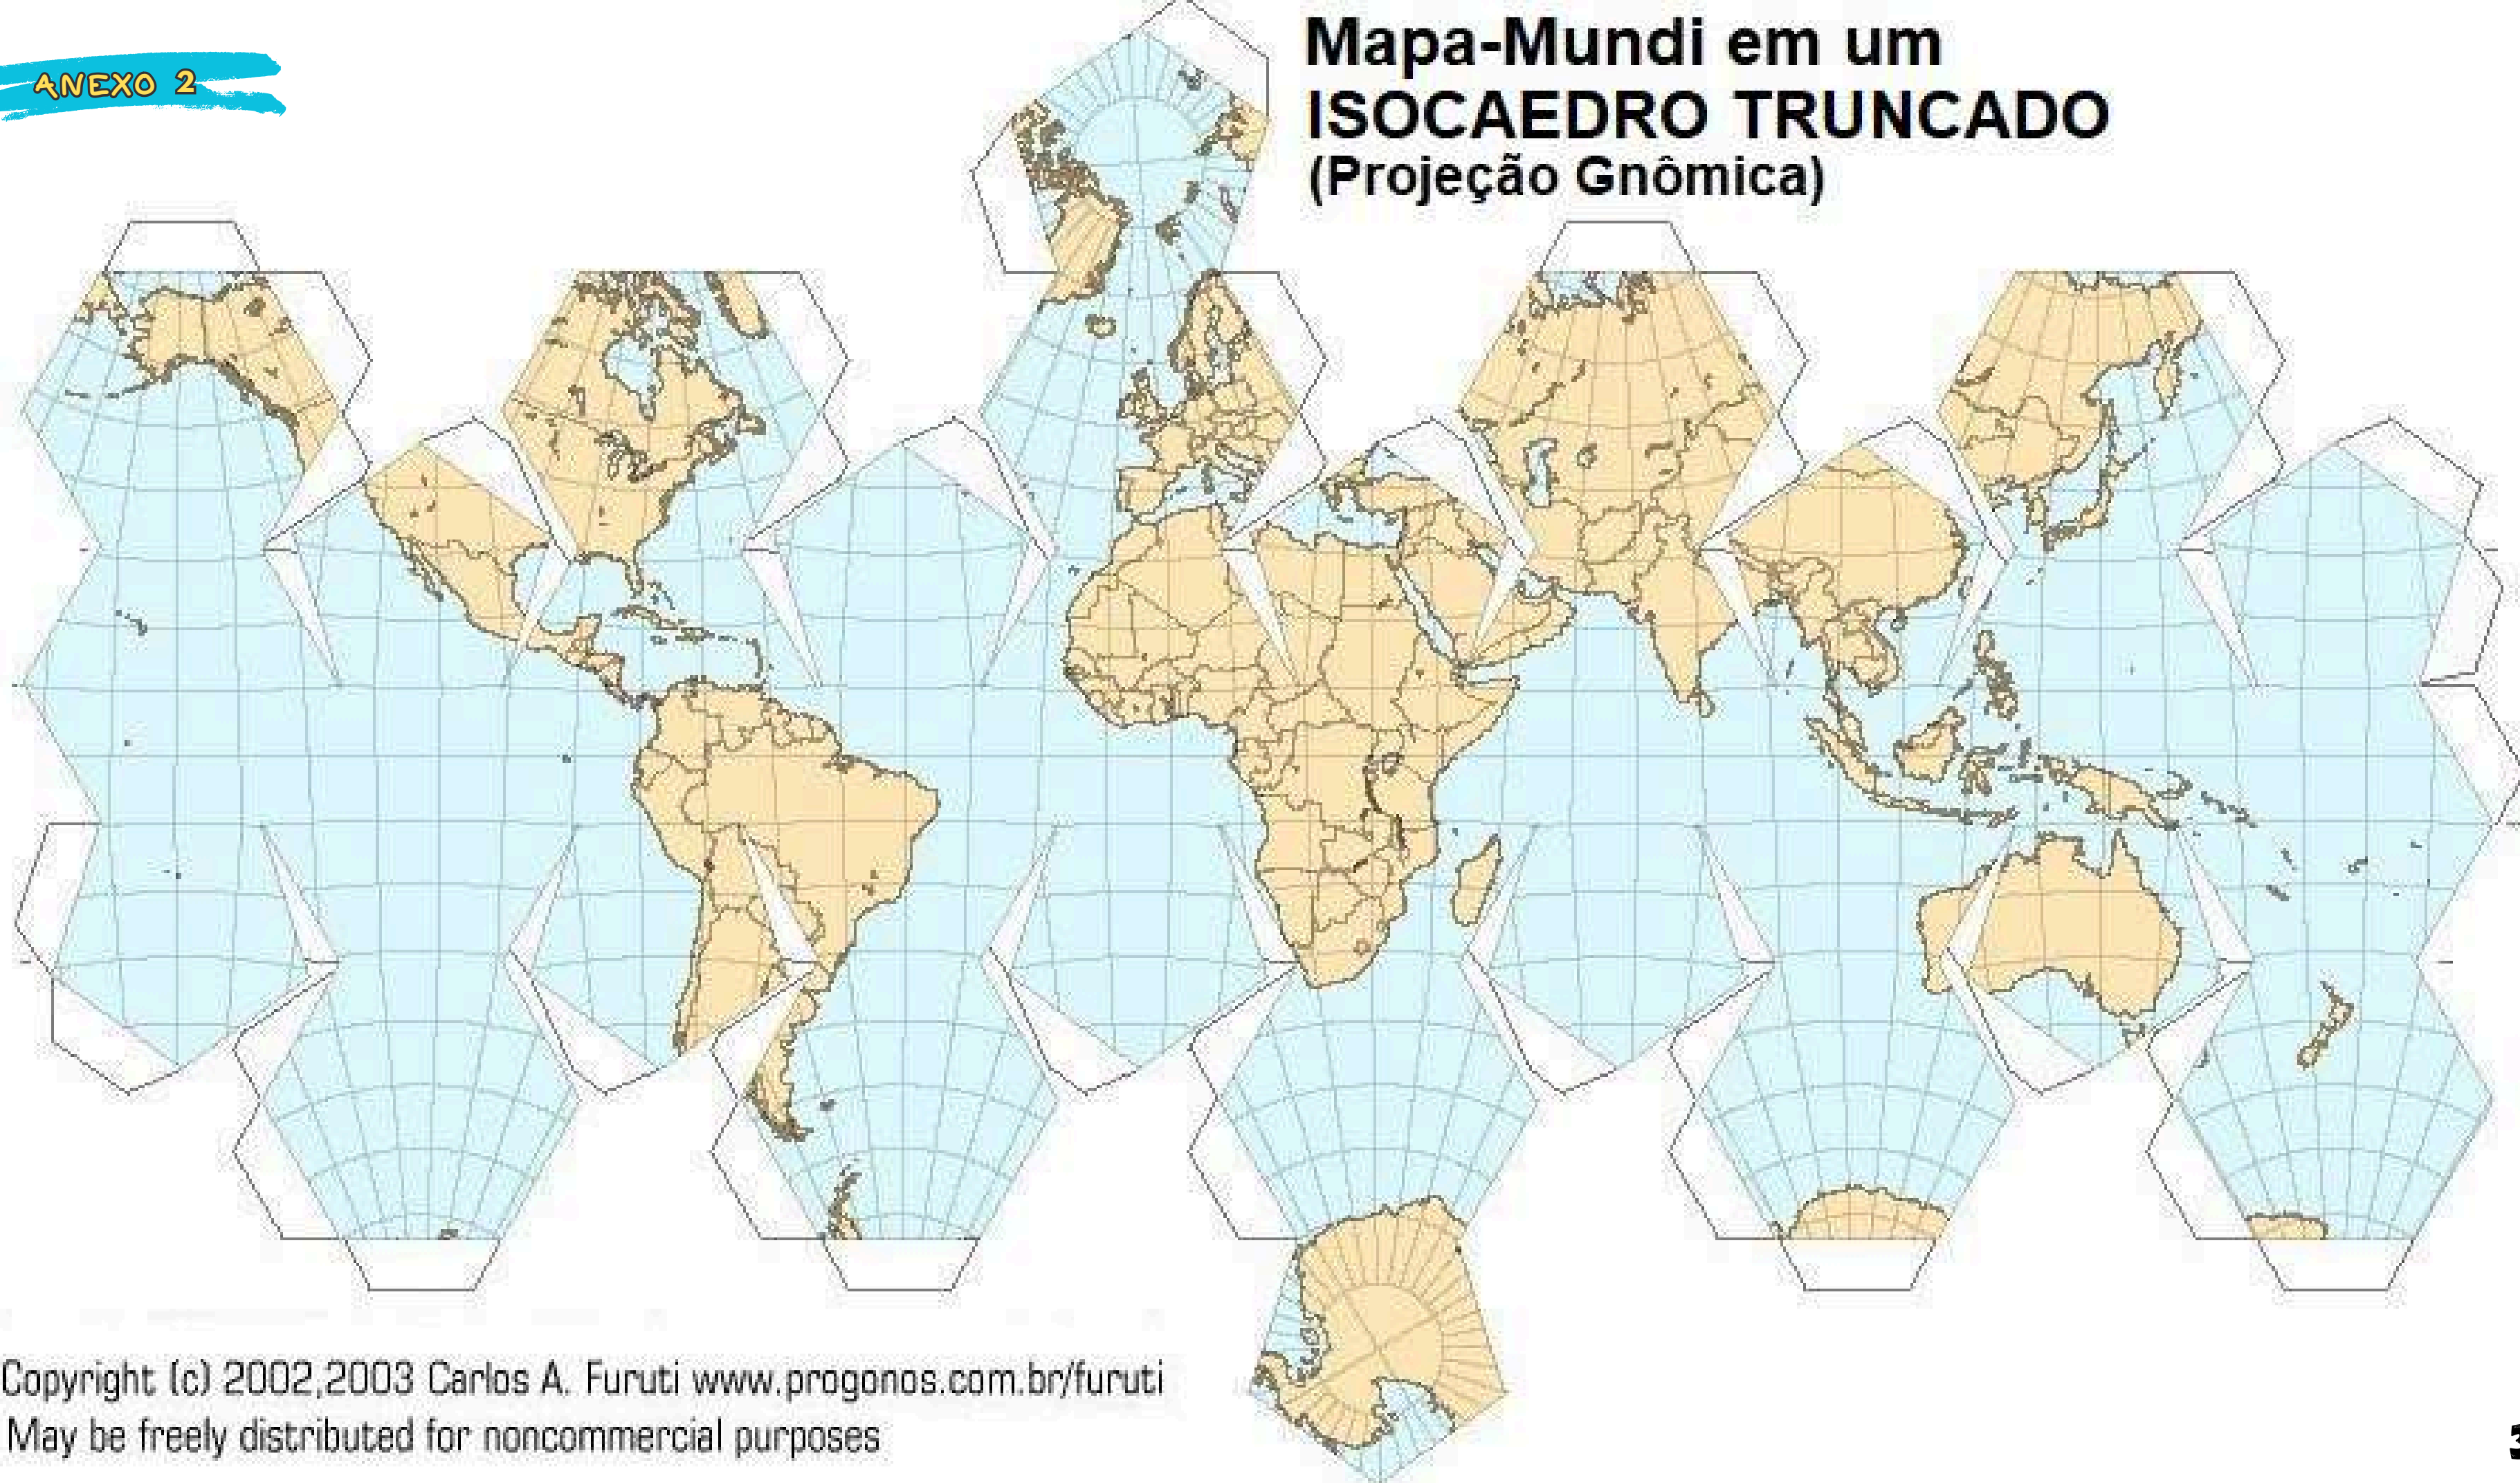 ANEXO 2
Mapa-Mundi em um
ISOCAEDRO TRUNCADO
(Projeção Gnômica)
Copyright (c) 2002,2003 Carlos A. Furuti www.progonos.com.br/furuti
May be freely distributed for noncommercial purposes